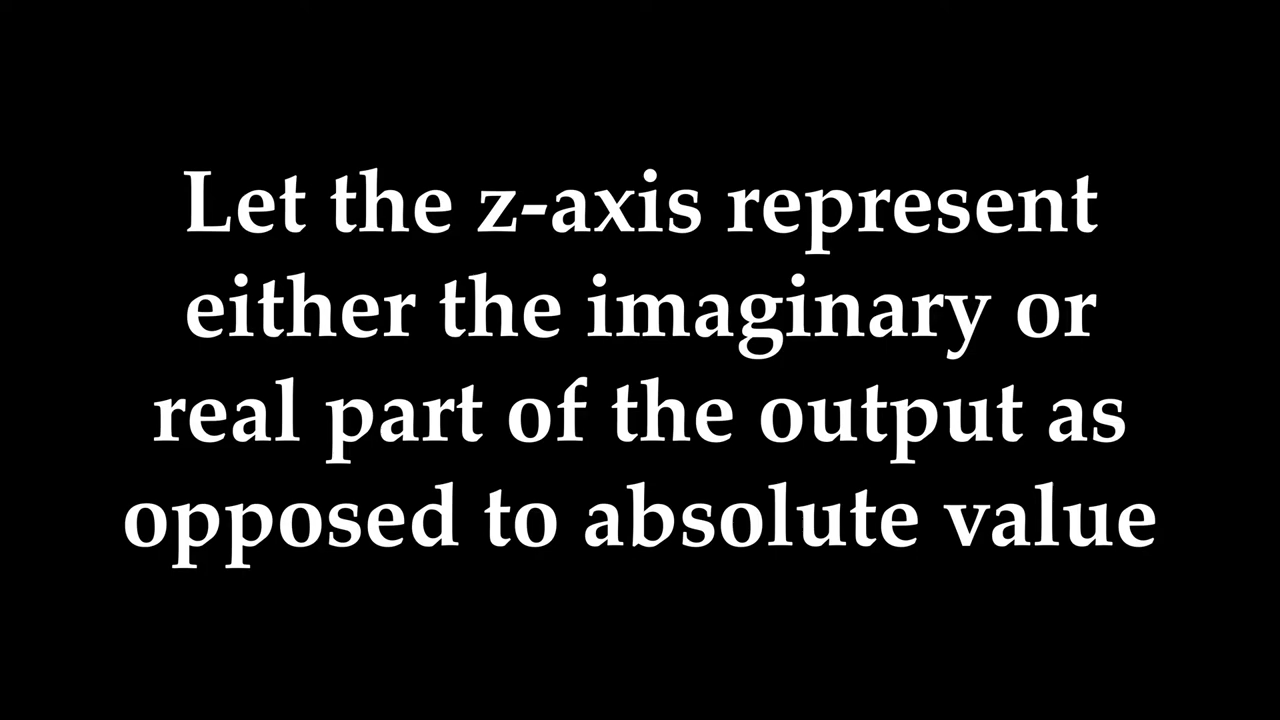 Let the z-axis represent
either the imaginary or
real part of the output as
opposed to absolute value